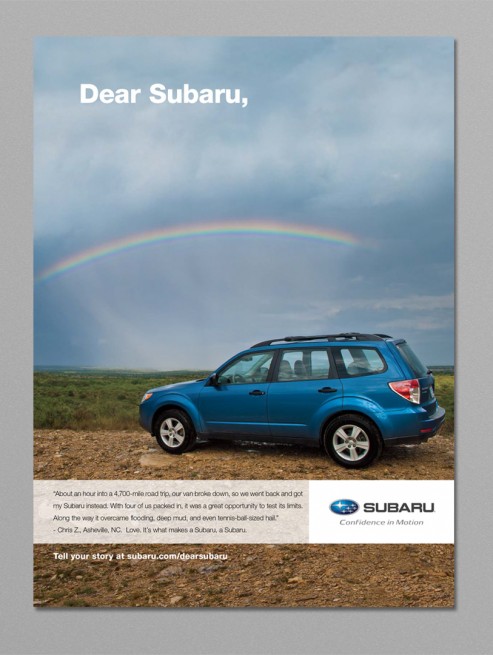 Dear Subaru,
"About an hour into a 4,700-mile road trip, our van broke down, so we went back and got
my Subaru instead. With four of us packed in, it was a great opportunity to test its limits.
Along the way it overcame flooding, deep mud, and even tennis-ball-sized hail."
- Chris Z., Asheville, NC.  Love. It's what makes a Subaru, a Subaru.
SUBARU.
Confidence in Motion
Tell your story at subaru.com/dearsubaru